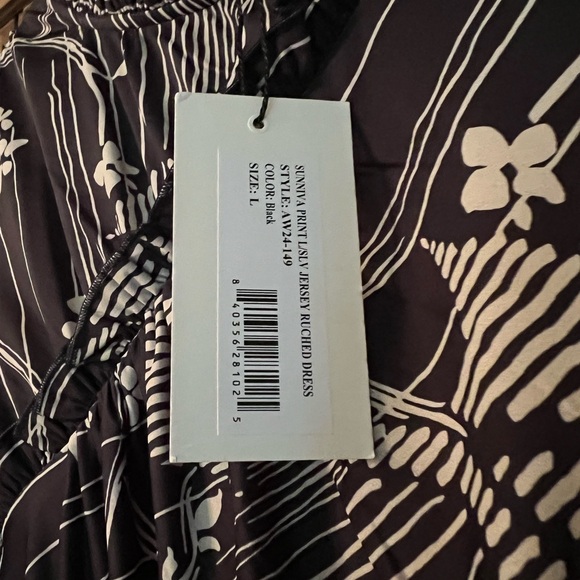 SUNNIVA PRINT L/SLV JERSEY RUCHED DRESS
STYLE: AW24-149
COLOR: Black
SIZE: L
8 40356 28102 5